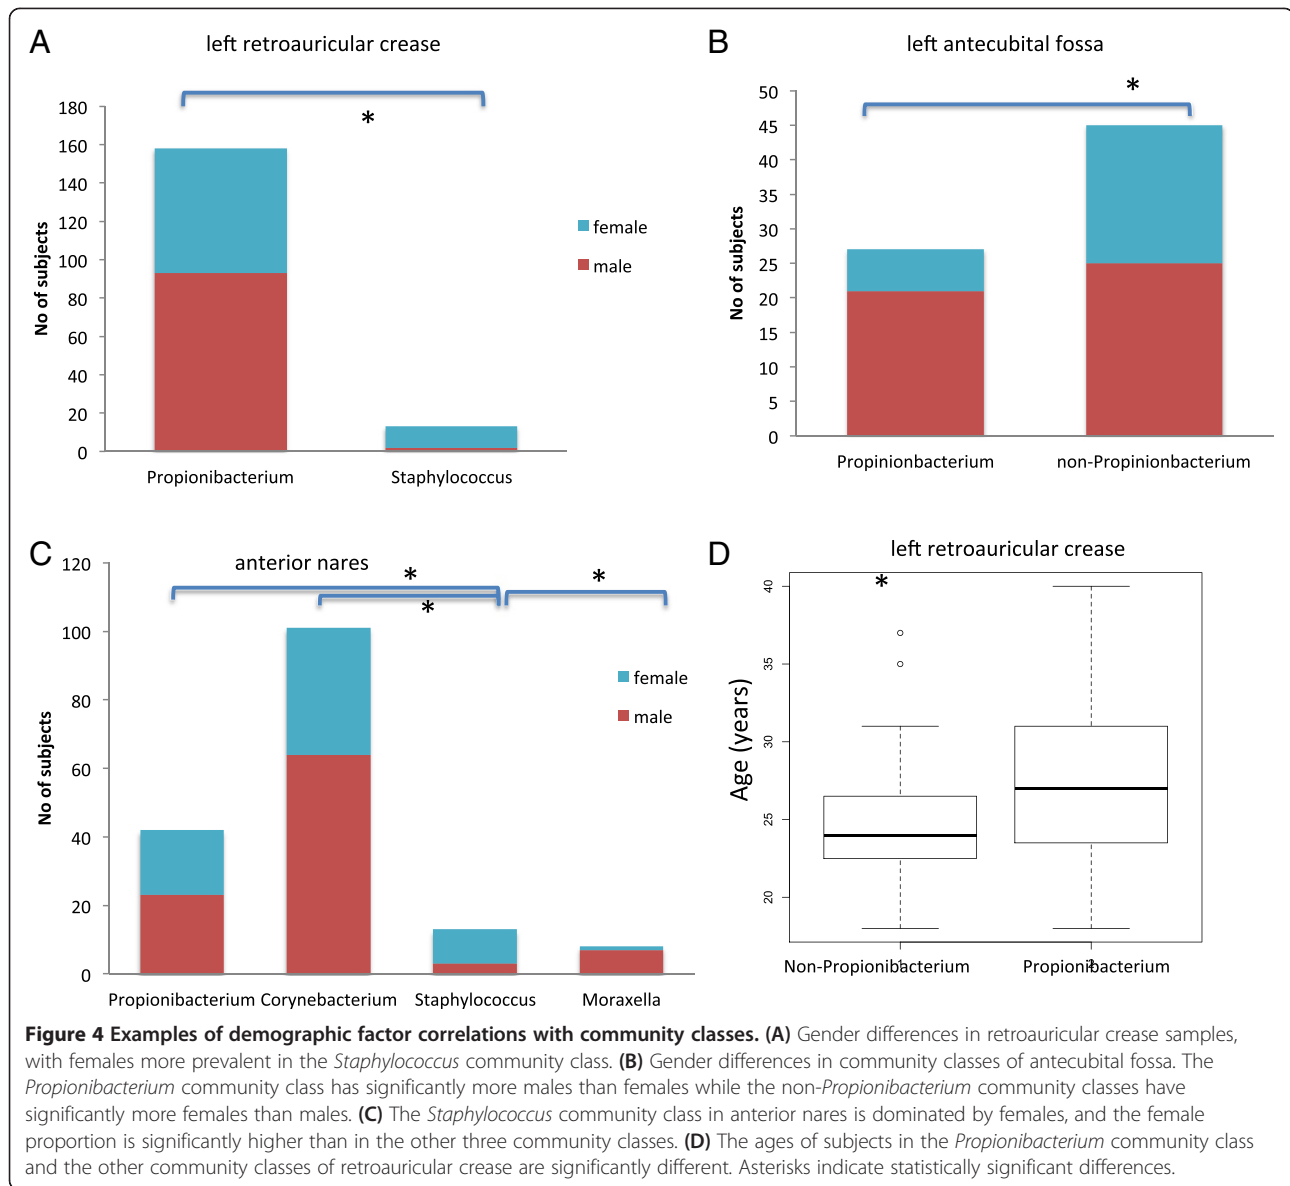 A
left retroauricular crease
*
180
160
140
120
100
80
60
40
20
0
No of subjects
female
male
Propionibacterium Staphylococcus
B
left antecubital fossa
*
50
45
40
35
30
25
20
15
10
5
0
No of subjects
Propinionbacterium non-Propinionbacterium
C
anterior nares
* *
*
120
100
80
60
40
20
0
No of subjects
female
male
Propionibacterium Corynebacterium Staphylococcus Moraxella
D
left retroauricular crease
*
40
35
30
25
20
Age (years)
Non-Propionibacterium Propionibacterium
Figure 4 Examples of demographic factor correlations with community classes. (A) Gender differences in retroauricular crease samples,
with females more prevalent in the Staphylococcus community class. (B) Gender differences in community classes of antecubital fossa. The
Propionibacterium community class has significantly more males than females while the non-Propionibacterium community classes have
significantly more females than males. (C) The Staphylococcus community class in anterior nares is dominated by females, and the female
proportion is significantly higher than in the other three community classes. (D) The ages of subjects in the Propionibacterium community class
and the other community classes of retroauricular crease are significantly different. Asterisks indicate statistically significant differences.